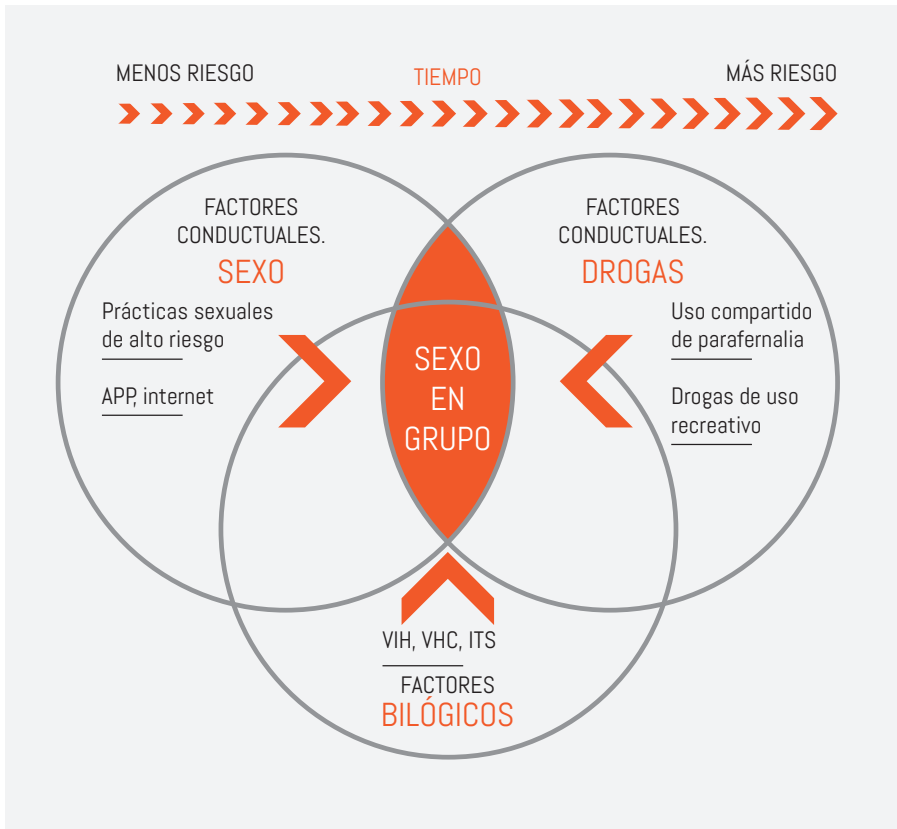 MENOS RIESGO
TIEMPO
MÁS RIESGO
FACTORES
CONDUCTUALES.
SEXO
Prácticas sexuales
de alto riesgo
APP, internet
FACTORES
CONDUCTUALES.
DROGAS
Uso compartido
de parafernalia
Drogas de uso
recreativo
SEXO
EN
GRUPO
VIH, VHC, ITS
FACTORES
BILÓGICOS